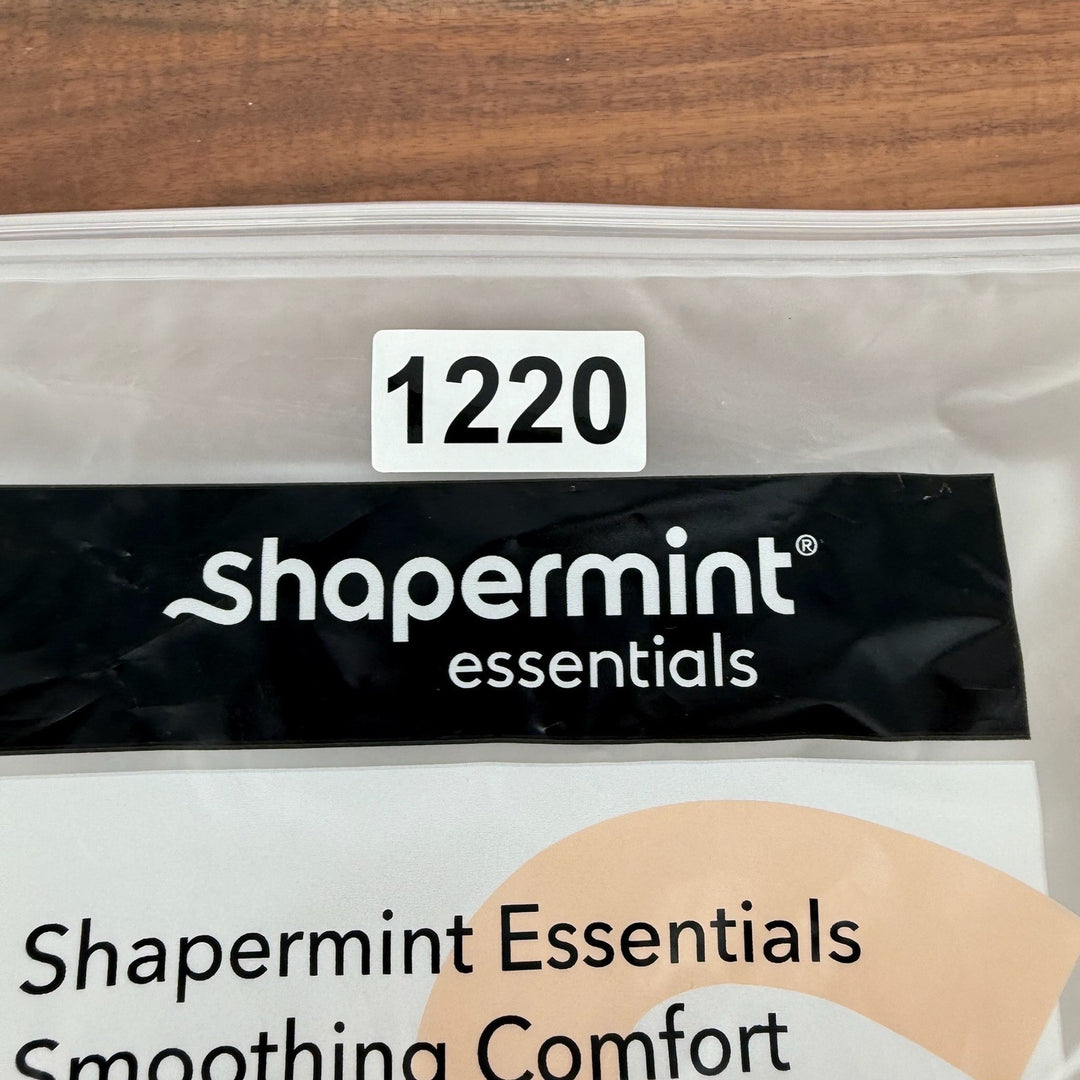 1220
shapermint®
essentials
Shapermint Essentials
Smoothing Comfort